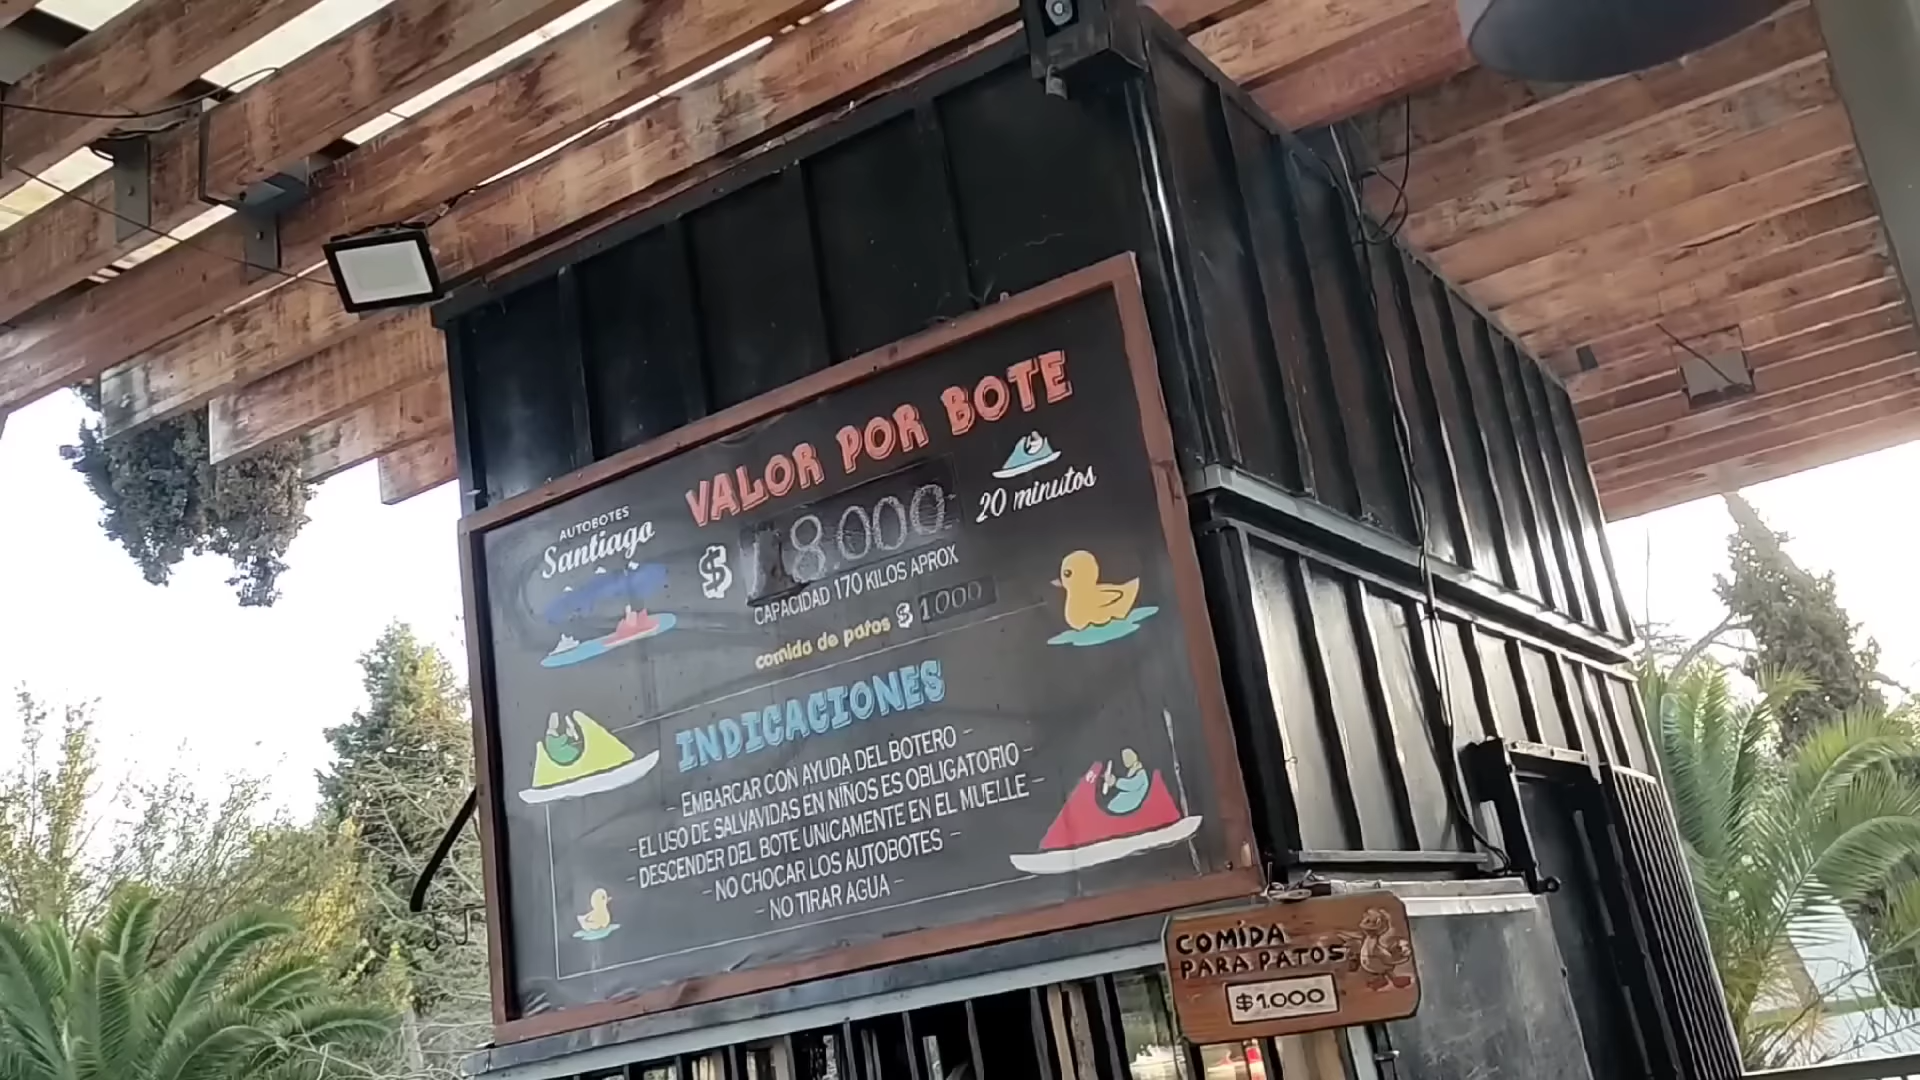 VALOR POR BOTE
AUTOBOTES
Santiago
$ 8.000
20 minutos
CAPACIDAD 170 KILOS APROX
comida de patos $ 1.000
INDICACIONES
- EMBARCAR CON AYUDA DEL BOTERO -
- EL USO DE SALVAVIDAS EN NIÑOS ES OBLIGATORIO -
- DESCENDER DEL BOTE UNICAMENTE EN EL MUELLE -
- NO CHOCAR LOS AUTOBOTES -
- NO TIRAR AGUA -
COMÍDA
PARA PATOS
$1.000